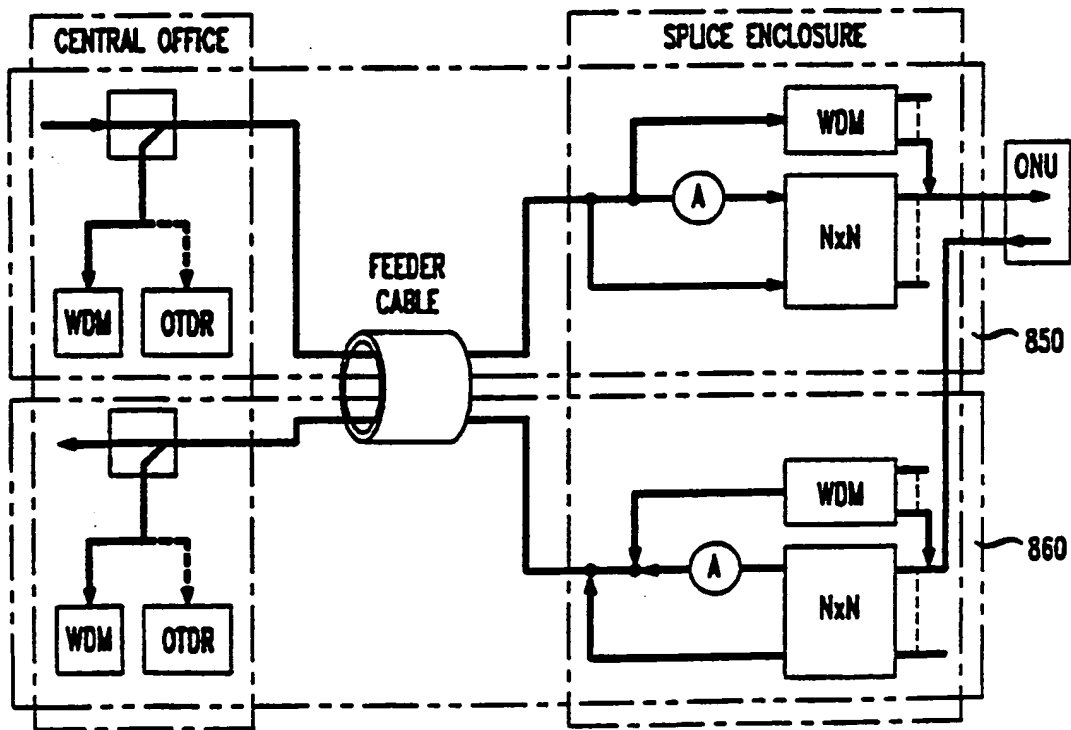 CENTRAL OFFICE
SPLICE ENCLOSURE
WDM
ONU
A
NxN
FEEDER
CABLE
WDM
OTDR
850
WDM
A
NxN
860
WDM
OTDR